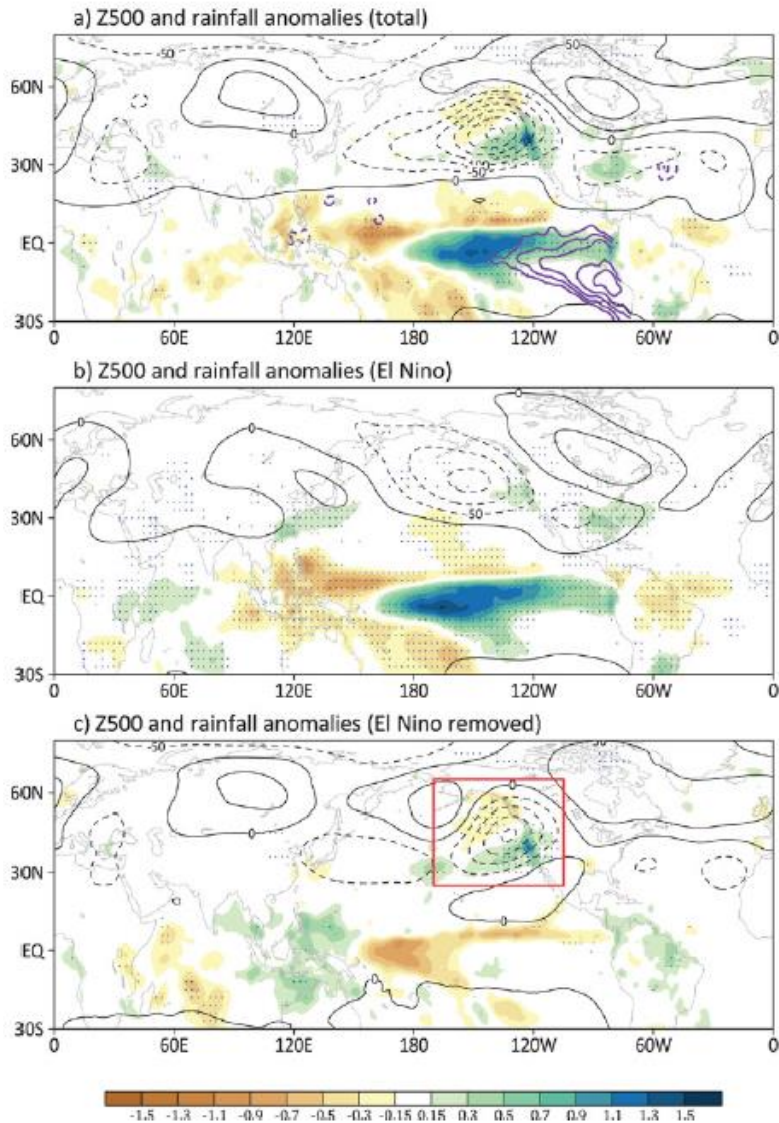 a) Z500 and rainfall anomalies (total)
60N
30N
EQ
30S
0 60E 120E 180 120W 60W 0
-50
50
0
0
-50
0
b) Z500 and rainfall anomalies (El Nino)
60N
30N
EQ
30S
0 60E 120E 180 120W 60W 0
0
0
0
-50
c) Z500 and rainfall anomalies (El Nino removed)
60N
30N
EQ
30S
0 60E 120E 180 120W 60W 0
-50
0
0
0
0
0
-1.5 -1.3 -1.1 -0.9 -0.7 -0.5 -0.3 -0.15 0.15 0.3 0.5 0.7 0.9 1.1 1.3 1.5